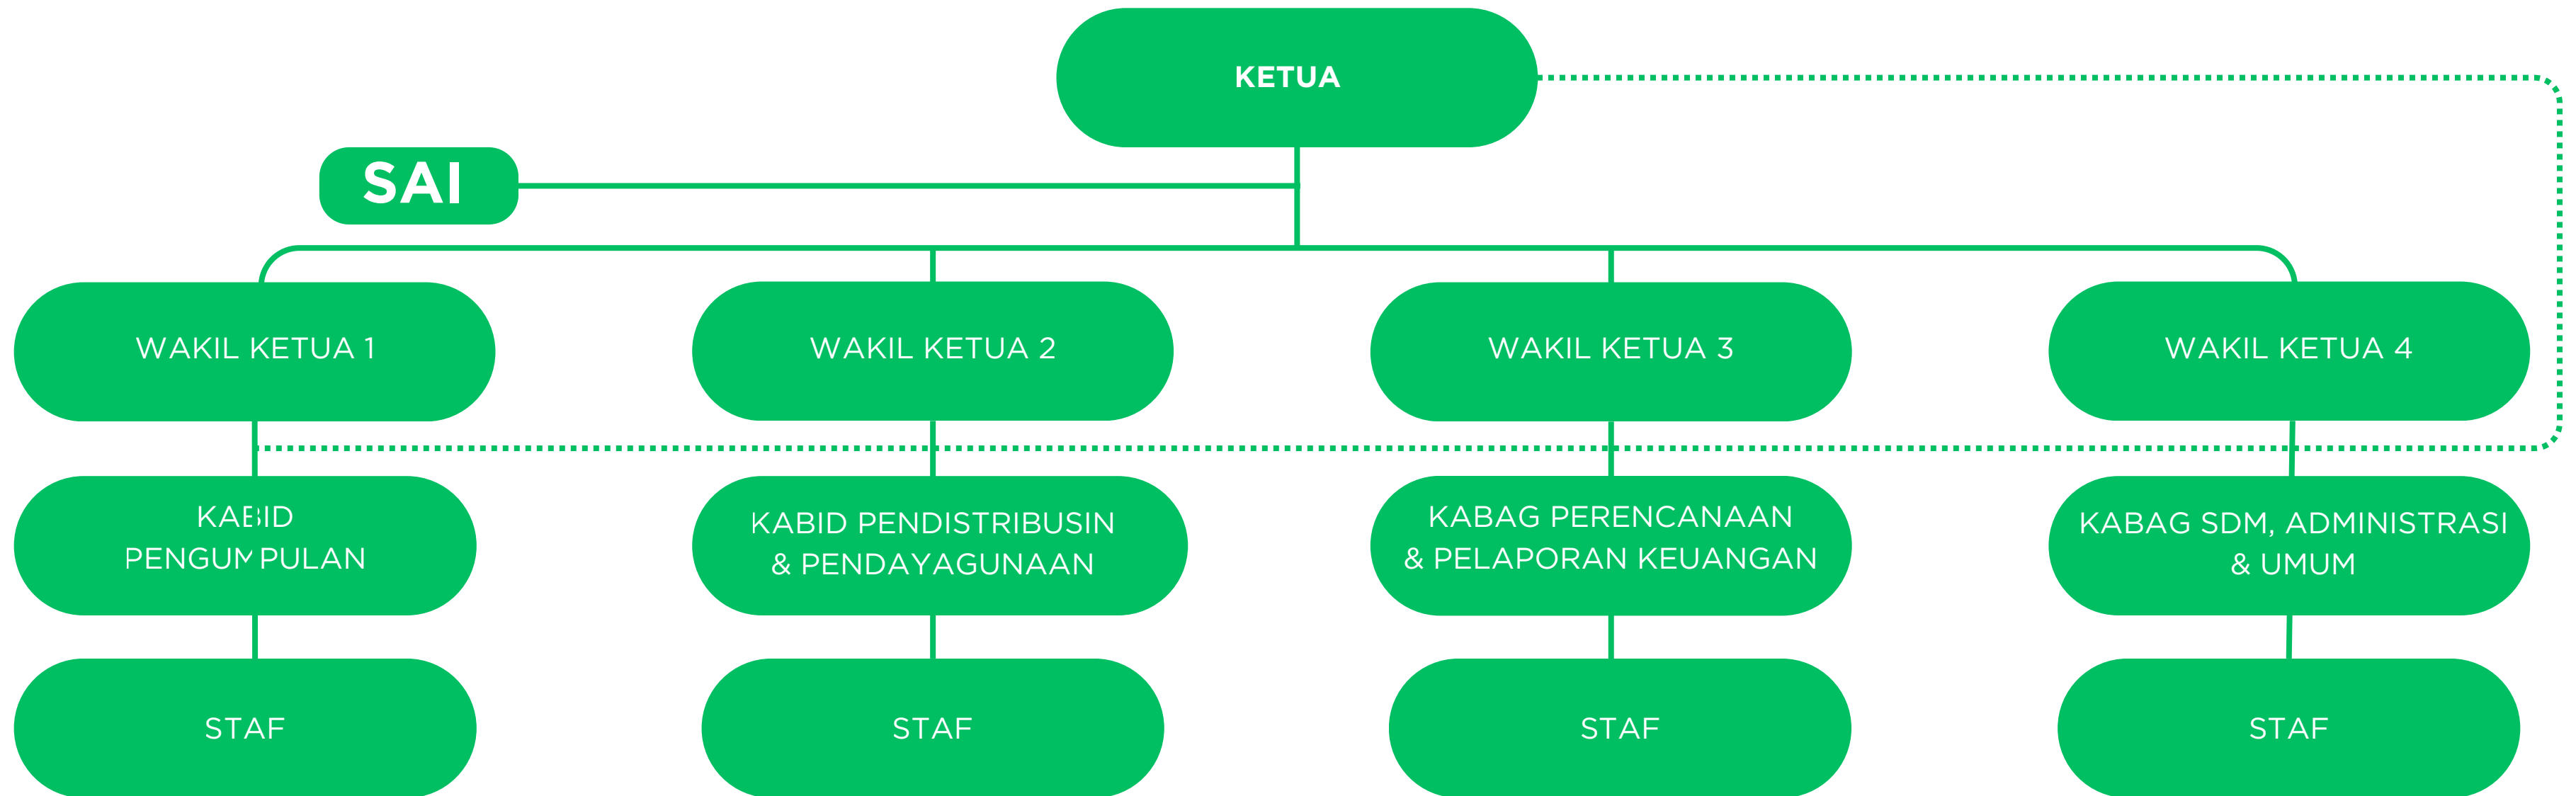 KETUA
SAI
WAKIL KETUA 1
WAKIL KETUA 2
WAKIL KETUA 3
WAKIL KETUA 4
KABID
PENGUMPULAN
KABID PENDISTRIBUSIN
& PENDAYAGUNAAN
KABAG PERENCANAAN
& PELAPORAN KEUANGAN
KABAG SDM, ADMINISTRASI
& UMUM
STAF
STAF
STAF
STAF